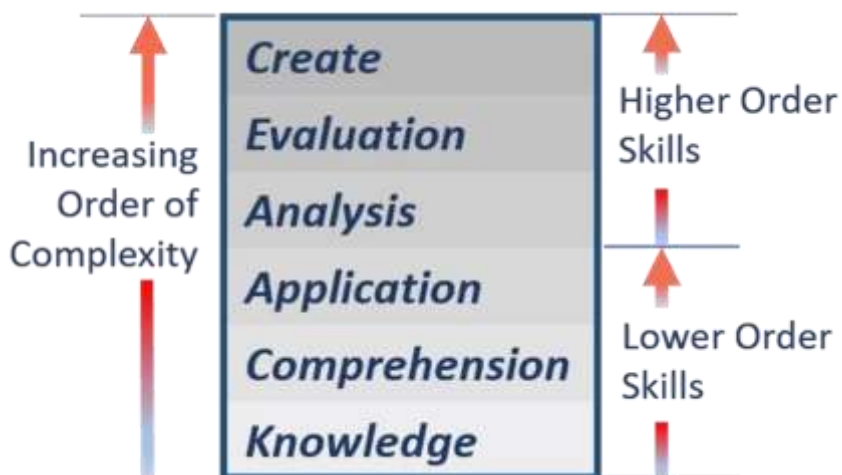 Increasing
Order of
Complexity
Create
Evaluation
Analysis
Application
Comprehension
Knowledge
Higher Order
Skills
Lower Order
Skills